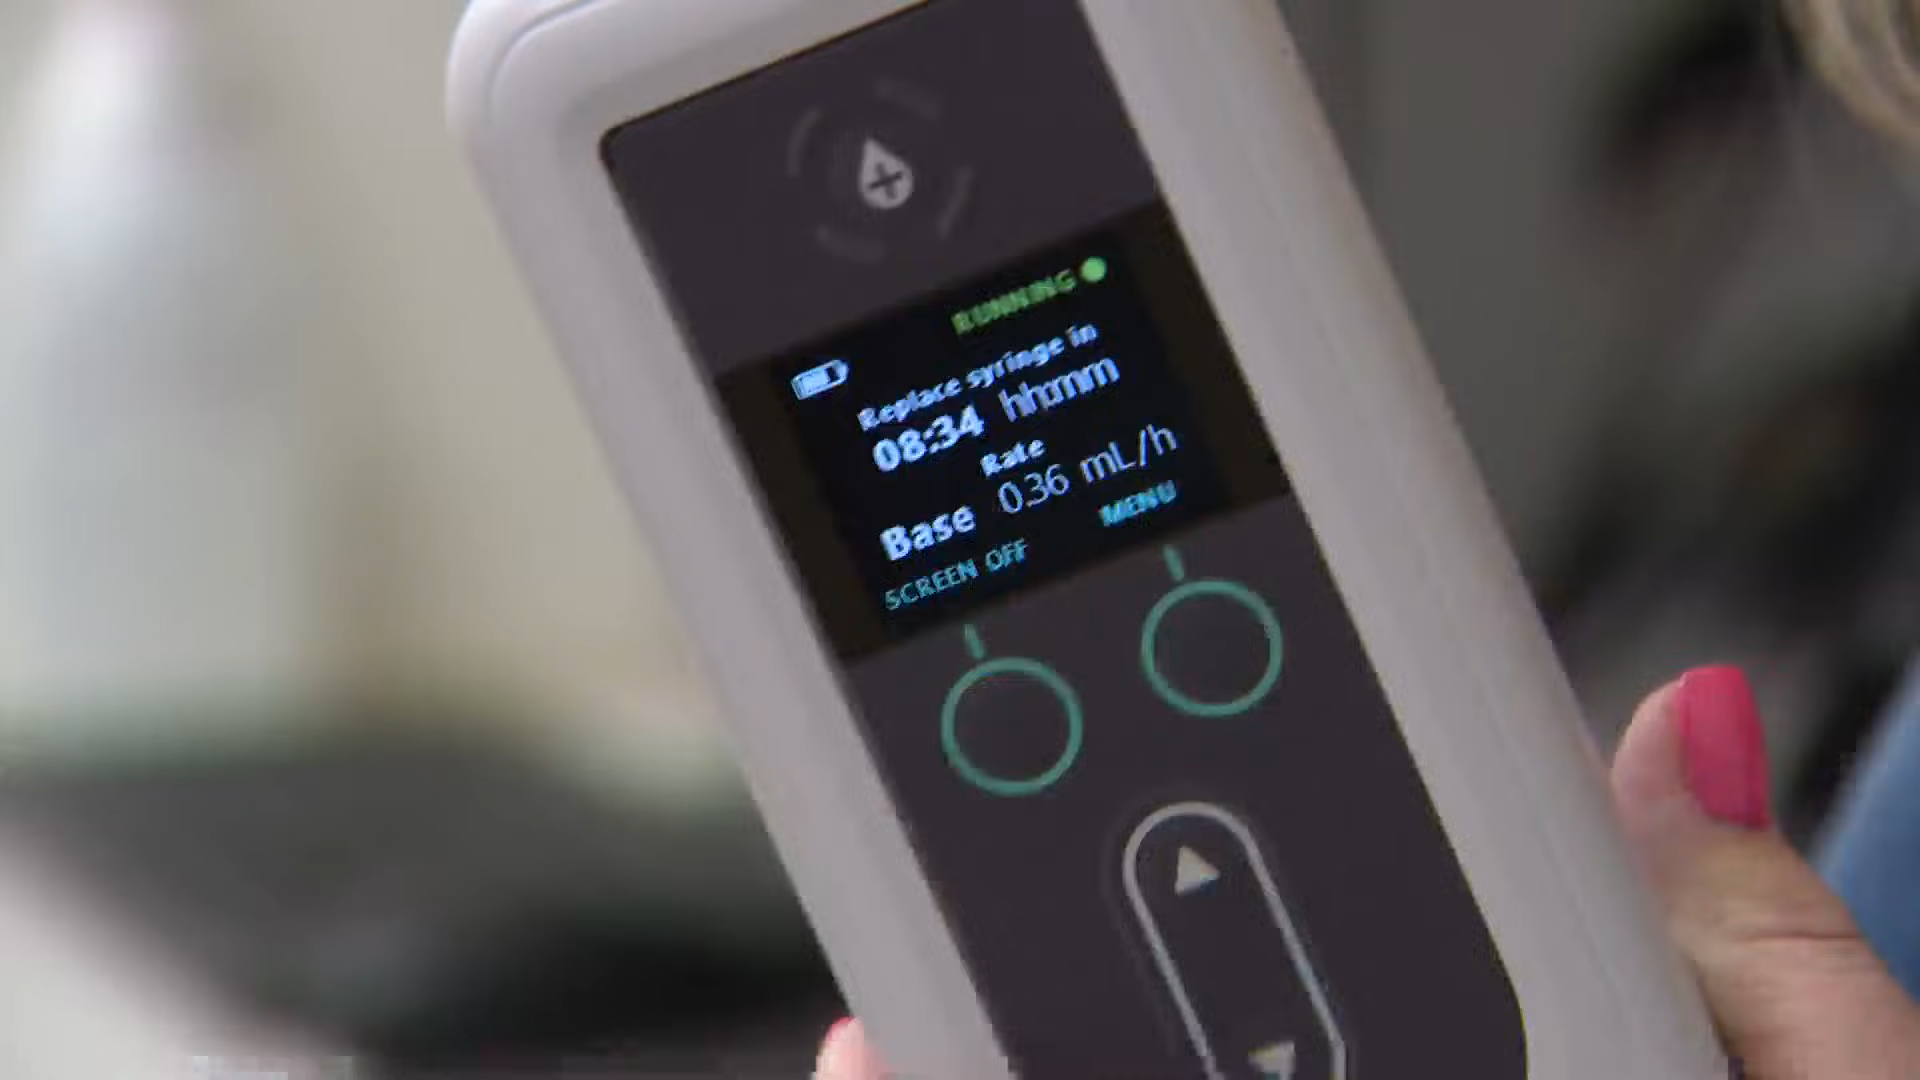 RUNNING
Replace syringe in
08:34 hh:mm
Rate
Base 0.36 mL/h
SCREEN OFF MENU